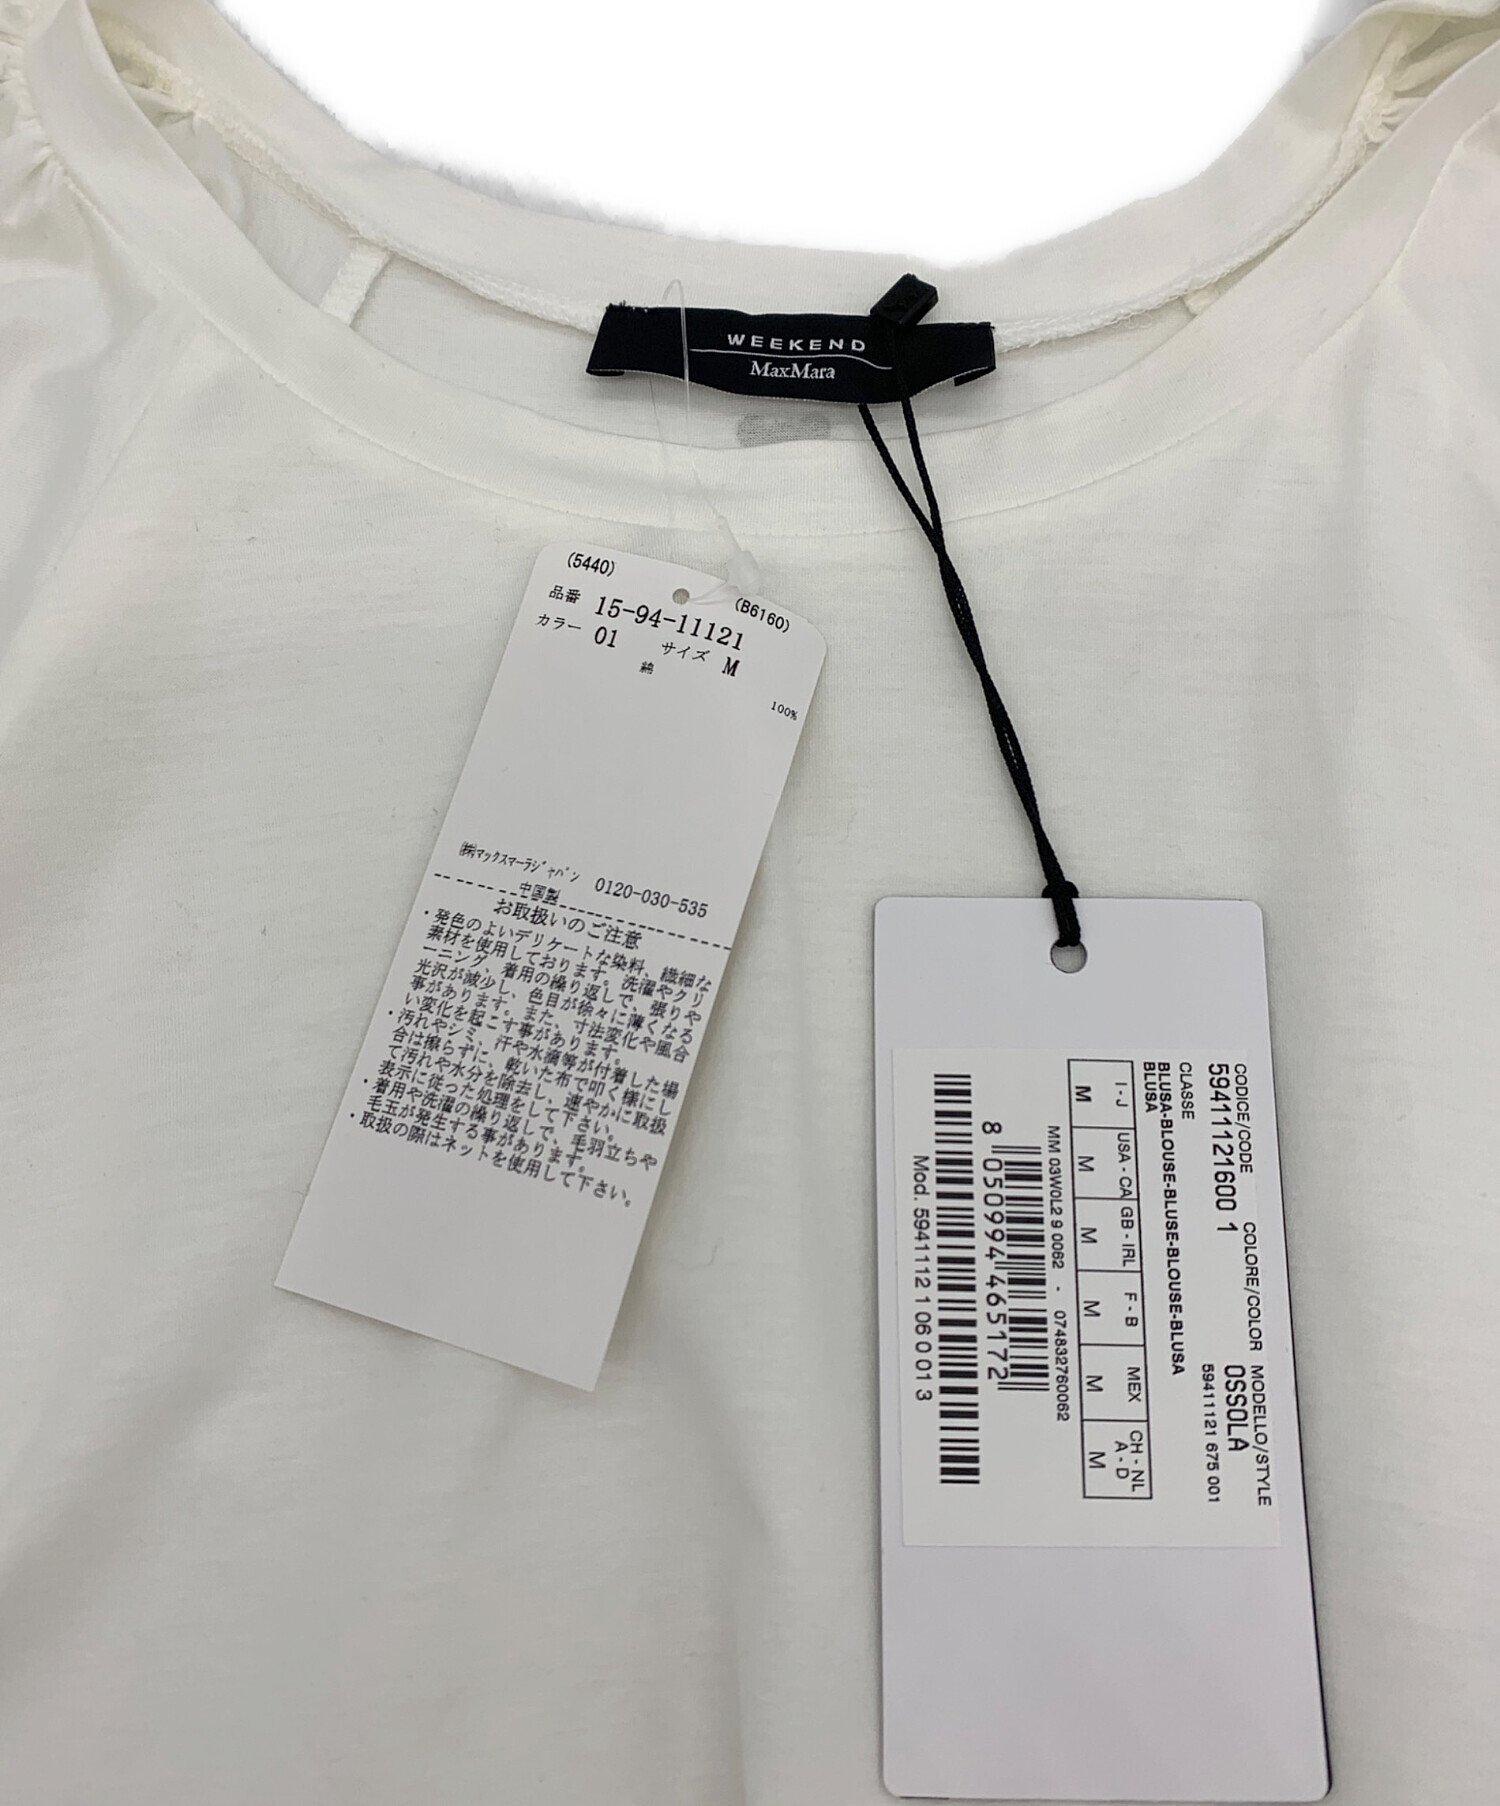 WEEKEND
MaxMara
(5440)
(B6160)
品番 15-94-11121
カラー 01 サイズ M
綿 100%
㈱マックスマーラジャパン 0120-030-535
中国製
お取扱いのご注意
・発色のよいデリケートな染料、繊細な
素材を使用しております。洗濯やクリ
ーニング、着用の繰り返しで、張りや
光沢が減少し、色目が徐々に薄くなる
事があります。また、寸法変化や風合
い変化を起こす事があります。
・汚れやシミ、汗や水滴等が付着した場
合は擦らずに、乾いた布で叩く様にし
て汚れや水分を除去し、速やかに取扱
表示に従った処理をして下さい。
・着用や洗濯の繰り返しで、毛羽立ちや
毛玉が発生する事があります。
・取扱の際はネットを使用して下さい。
CODICE/CODE COLORE/COLOR MODELLO/STYLE
59411121600 1 OSSOLA
59411121 675 001
CLASSE
BLUSA-BLOUSE-BLUSE-BLOUSE-BLUSA
BLUSA
I - J USA - CA GB - IRL F - B MEX CH - NL A - D
M M M M M M
MM 03W0L2 9 0062 - 07483276​0062
8 050994 465172
Mod. 5941112 1 06 0 01 3